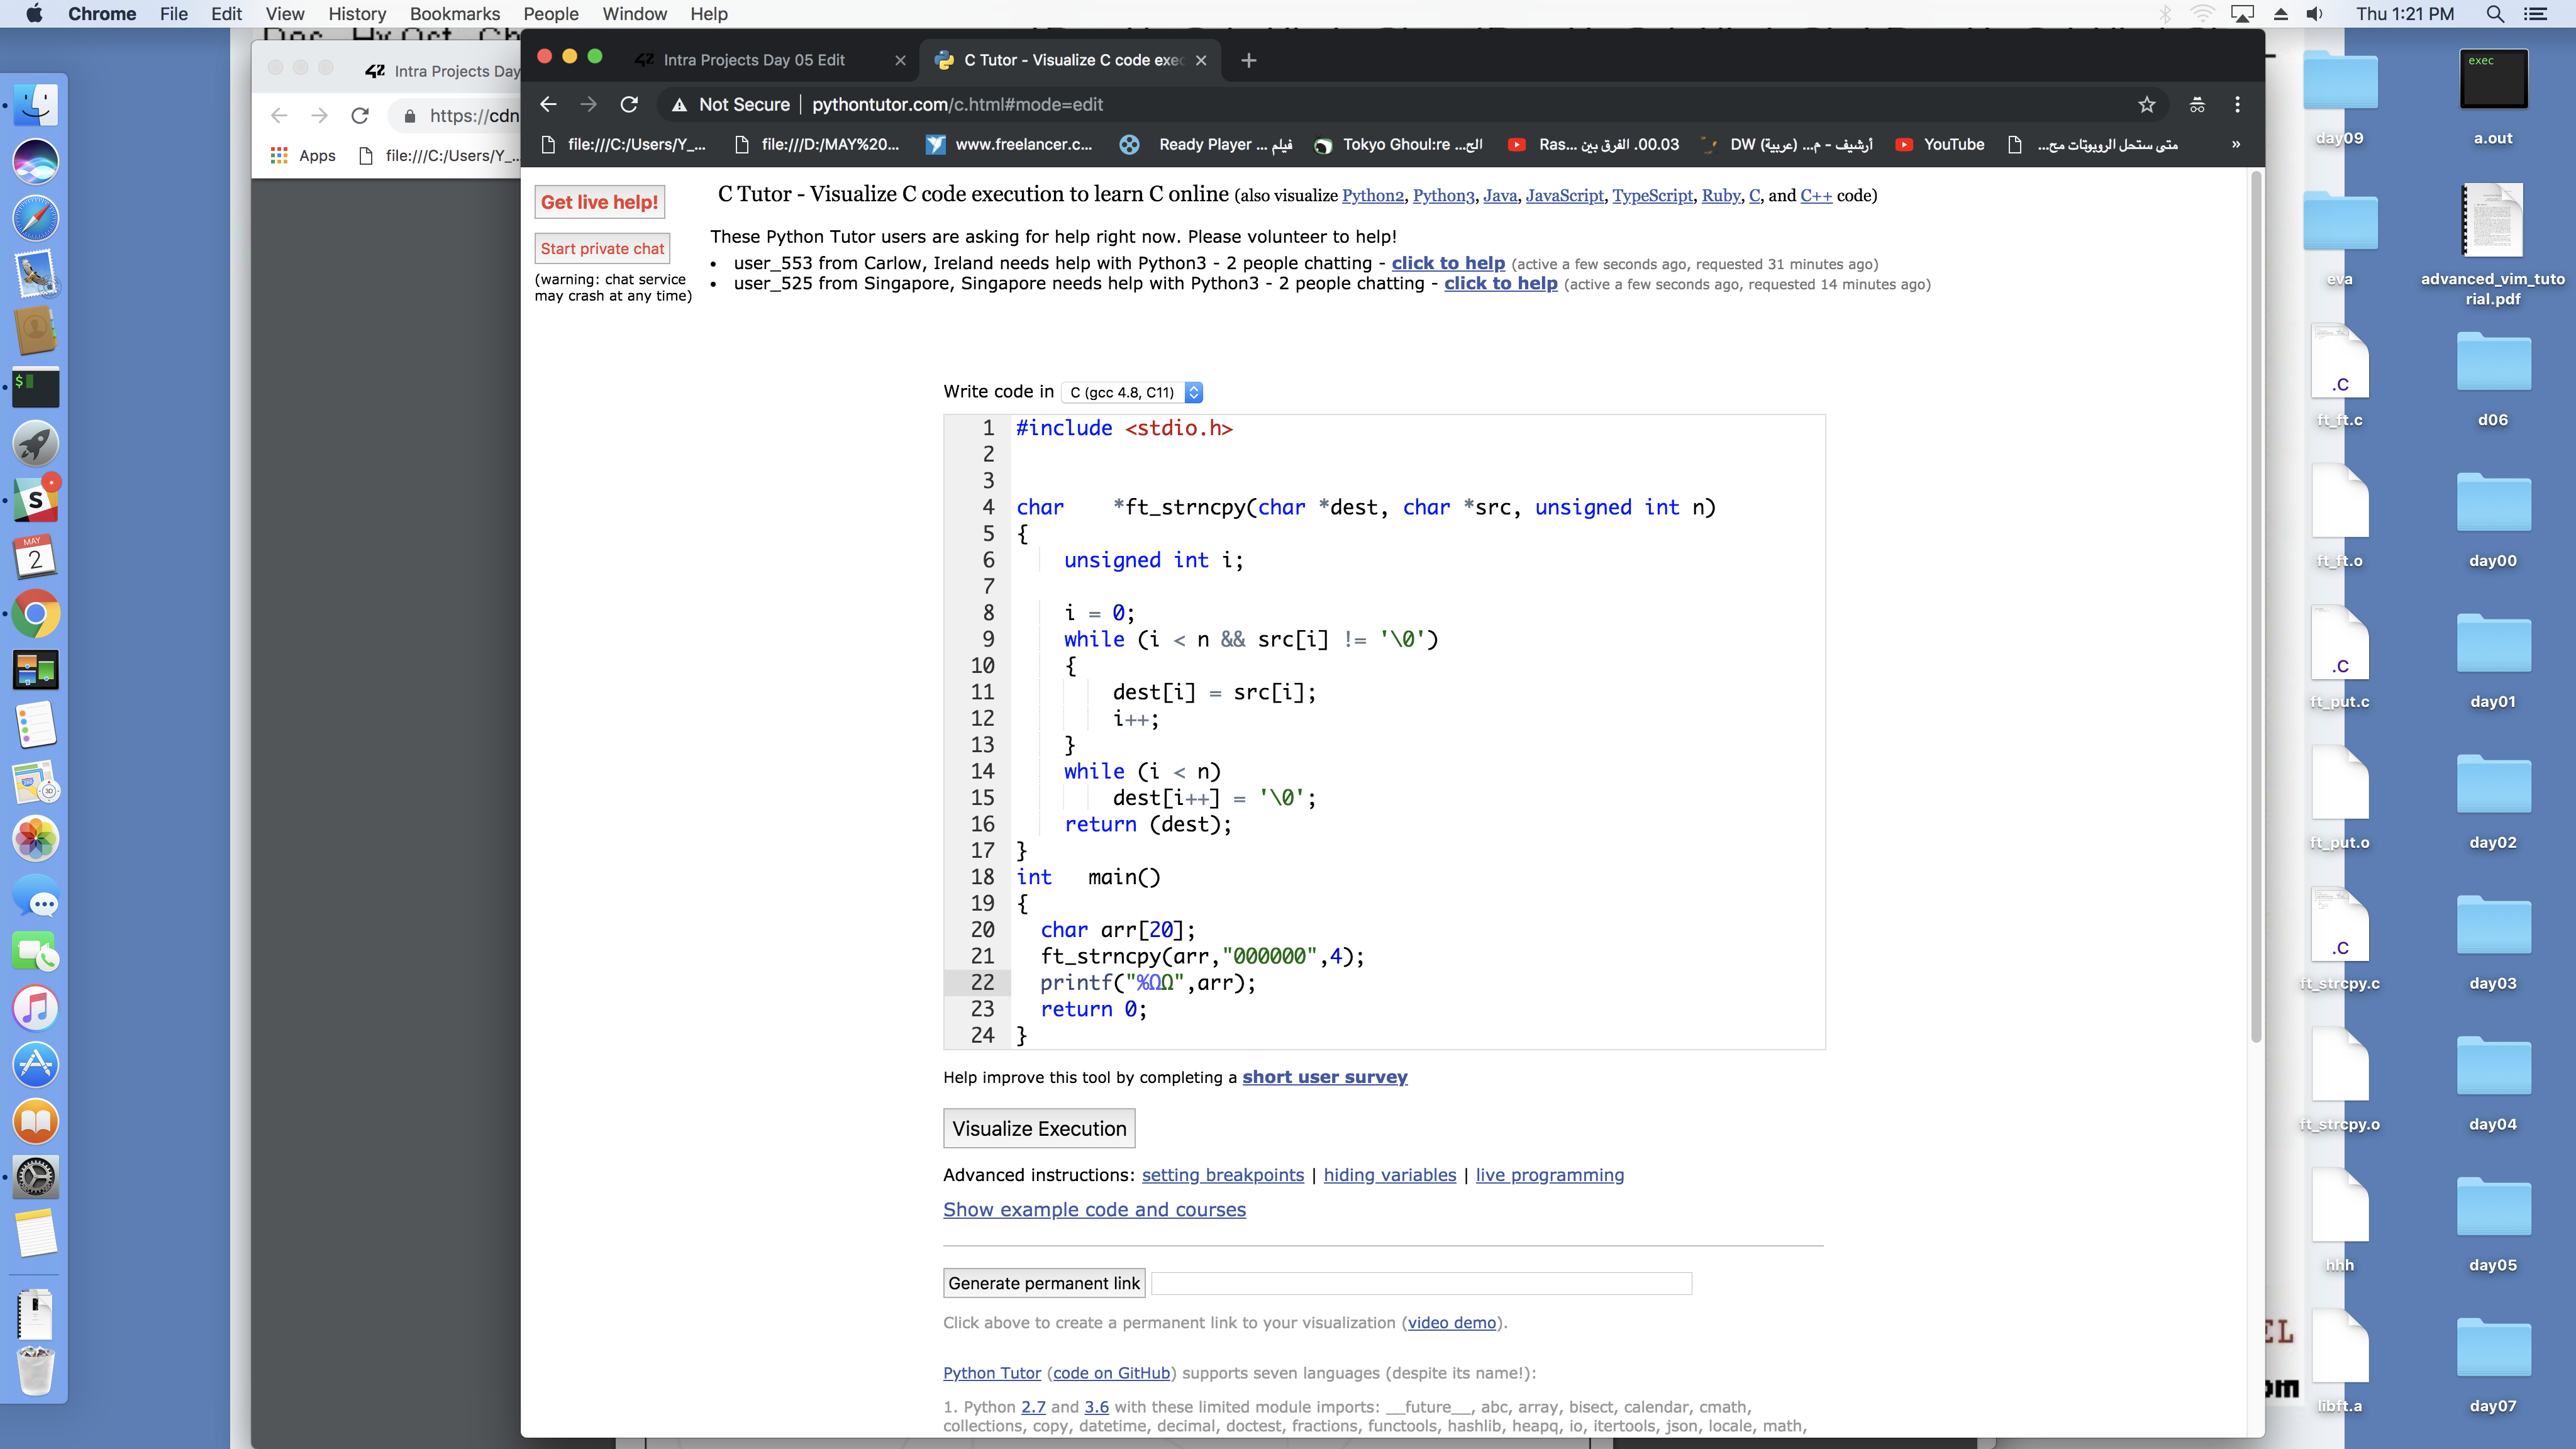 Chrome File Edit View History Bookmarks People Window Help
Thu 1:21 PM
Intra Projects Day
https://cdn
Apps
file:///C:/Users/Y_...
Intra Projects Day 05 Edit
C Tutor - Visualize C code exec
Not Secure | pythontutor.com/c.html#mode=edit
file:///C:/Users/Y_...
file:///D:/MAY%20...
www.freelancer.c...
Ready Player ... فيلم
Tokyo Ghoul:re ...الح
Ras... الفرق بين .00.03
DW (عربية) ...أرشيف - م
YouTube
متى ستحل الروبوتات مح...
»
Get live help!
Start private chat
(warning: chat service
may crash at any time)
C Tutor - Visualize C code execution to learn C online (also visualize Python2, Python3, Java, JavaScript, TypeScript, Ruby, C, and C++ code)
These Python Tutor users are asking for help right now. Please volunteer to help!
• user_553 from Carlow, Ireland needs help with Python3 - 2 people chatting - click to help (active a few seconds ago, requested 31 minutes ago)
• user_525 from Singapore, Singapore needs help with Python3 - 2 people chatting - click to help (active a few seconds ago, requested 14 minutes ago)
Write code in C (gcc 4.8, C11)
1 #include <stdio.h>
2
3
4 char    *ft_strncpy(char *dest, char *src, unsigned int n)
5 {
6     unsigned int i;
7
8     i = 0;
9     while (i < n && src[i] != '\0')
10     {
11         dest[i] = src[i];
12         i++;
13     }
14     while (i < n)
15         dest[i++] = '\0';
16     return (dest);
17 }
18 int   main()
19 {
20   char arr[20];
21   ft_strncpy(arr,"000000",4);
22   printf("%ΩΩ",arr);
23   return 0;
24 }
Help improve this tool by completing a short user survey
Visualize Execution
Advanced instructions: setting breakpoints | hiding variables | live programming
Show example code and courses
Generate permanent link
Click above to create a permanent link to your visualization (video demo).
Python Tutor (code on GitHub) supports seven languages (despite its name!):
1. Python 2.7 and 3.6 with these limited module imports: __future__, abc, array, bisect, calendar, cmath,
collections, copy, datetime, decimal, doctest, fractions, functools, hashlib, heapq, io, itertools, json, locale, math,
exec
day09
a.out
eva
advanced_vim_tuto
rial.pdf
.C
ft_ft.c
d06
ft_ft.o
day00
.C
ft_put.c
day01
ft_put.o
day02
.C
ft_strcpy.c
day03
ft_strcpy.o
day04
hhh
day05
libft.a
day07
$
S
MAY
2
3D
EL
om